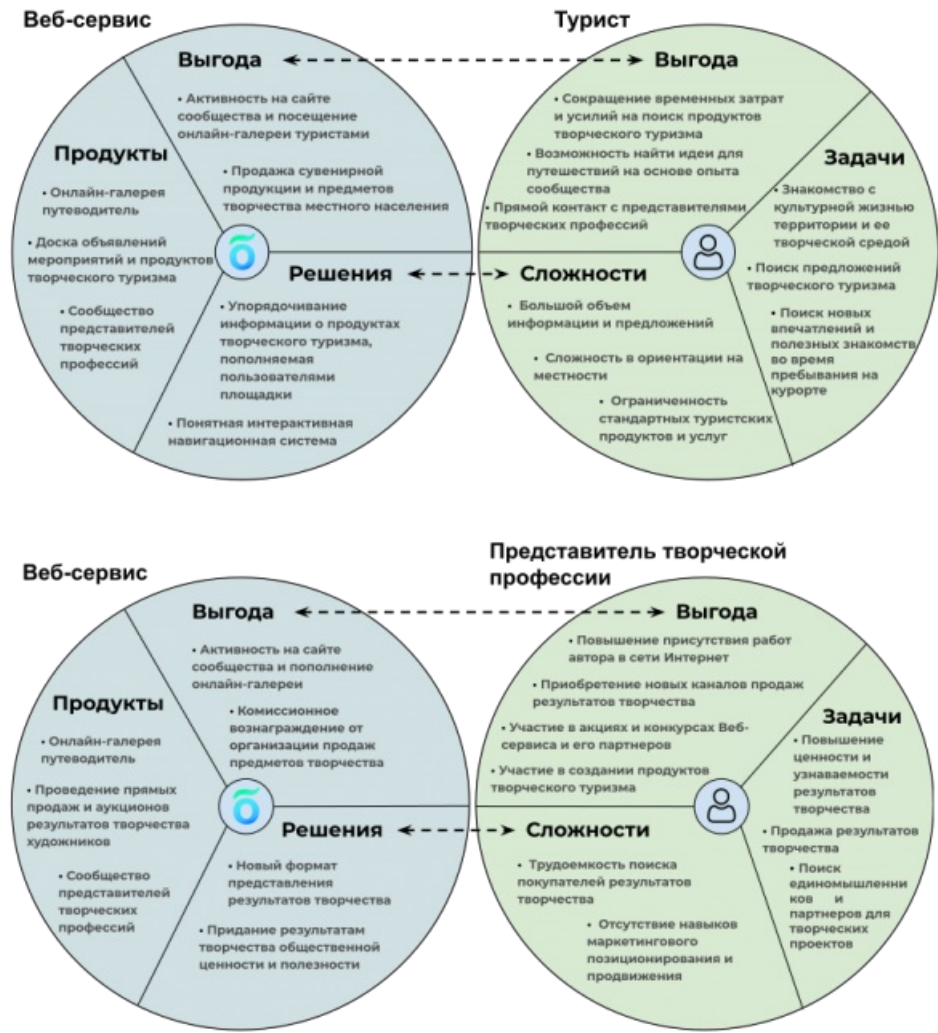 Веб-сервис
Выгода
• Активность на сайте
сообщества и посещение
онлайн-галереи туристами
• Продажа сувенирной
продукции и предметов
творчества местного населения
Продукты
• Онлайн-галерея
путеводитель
• Доска объявлений
мероприятий и продуктов
творческого туризма
• Сообщество
представителей
творческих
профессий
Решения
• Упорядочивание
информации о продуктах
творческого туризма,
пополняемая
пользователями
площадки
• Понятная интерактивная
навигационная система
Турист
Выгода
• Сокращение временных затрат
и усилий на поиск продуктов
творческого туризма
• Возможность найти идеи для
путешествий на основе опыта
сообщества
• Прямой контакт с представителями
творческих профессий
Задачи
• Знакомство с
культурной жизнью
территории и ее
творческой средой
• Поиск предложений
творческого туризма
• Поиск новых
впечатлений и
полезных знакомств
во время
пребывания на
курорте
Сложности
• Большой объем
информации и предложений
• Сложность в ориентации на
местности
• Ограниченность
стандартных туристских
продуктов и услуг
Веб-сервис
Выгода
• Активность на сайте
сообщества и пополнение
онлайн-галереи
• Комиссионное
вознаграждение от
организации продаж
предметов творчества
Продукты
• Онлайн-галерея
путеводитель
• Проведение прямых
продаж и аукционов
результатов творчества
художников
• Сообщество
представителей
творческих
профессий
Решения
• Новый формат
представления
результатов творчества
• Придание результатам
творчества общественной
ценности и полезности
Представитель творческой
профессии
Выгода
• Повышение присутствия работ
автора в сети Интернет
• Приобретение новых каналов продаж
результатов творчества
• Участие в акциях и конкурсах Веб-
сервиса и его партнеров
• Участие в создании продуктов
творческого туризма
Задачи
• Повышение
ценности и
узнаваемости
результатов
творчества
• Продажа результатов
творчества
• Поиск
единомышленни
ков и
партнеров для
творческих
проектов
Сложности
• Трудоемкость поиска
покупателей результатов
творчества
• Отсутствие навыков
маркетингового
позиционирования и
продвижения